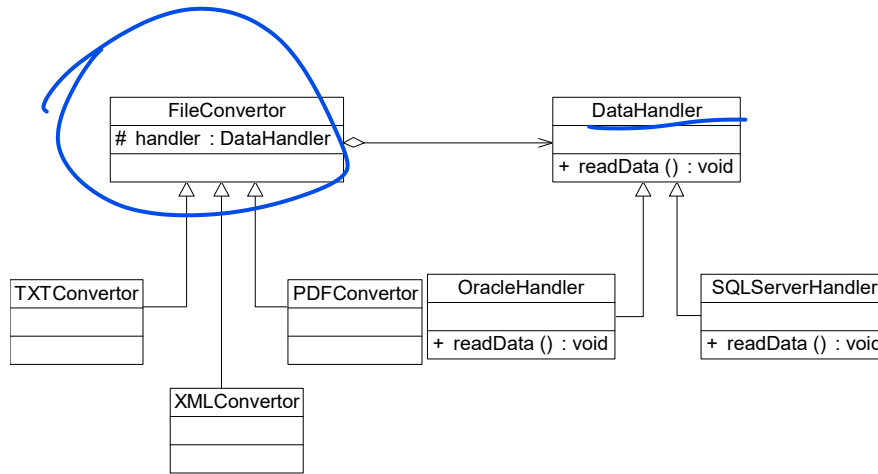 FileConvertor
# handler : DataHandler
DataHandler
+ readData () : void
TXTConvertor
PDFConvertor
OracleHandler
+ readData () : void
SQLServerHandler
+ readData () : void
XMLConvertor